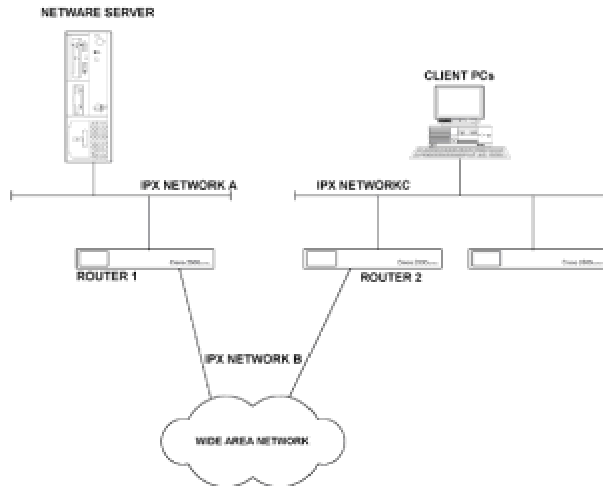 NETWARE SERVER
CLIENT PCs
IPX NETWORK A
IPX NETWORKC
ROUTER 1
ROUTER 2
IPX NETWORK B
WIDE AREA NETWORK